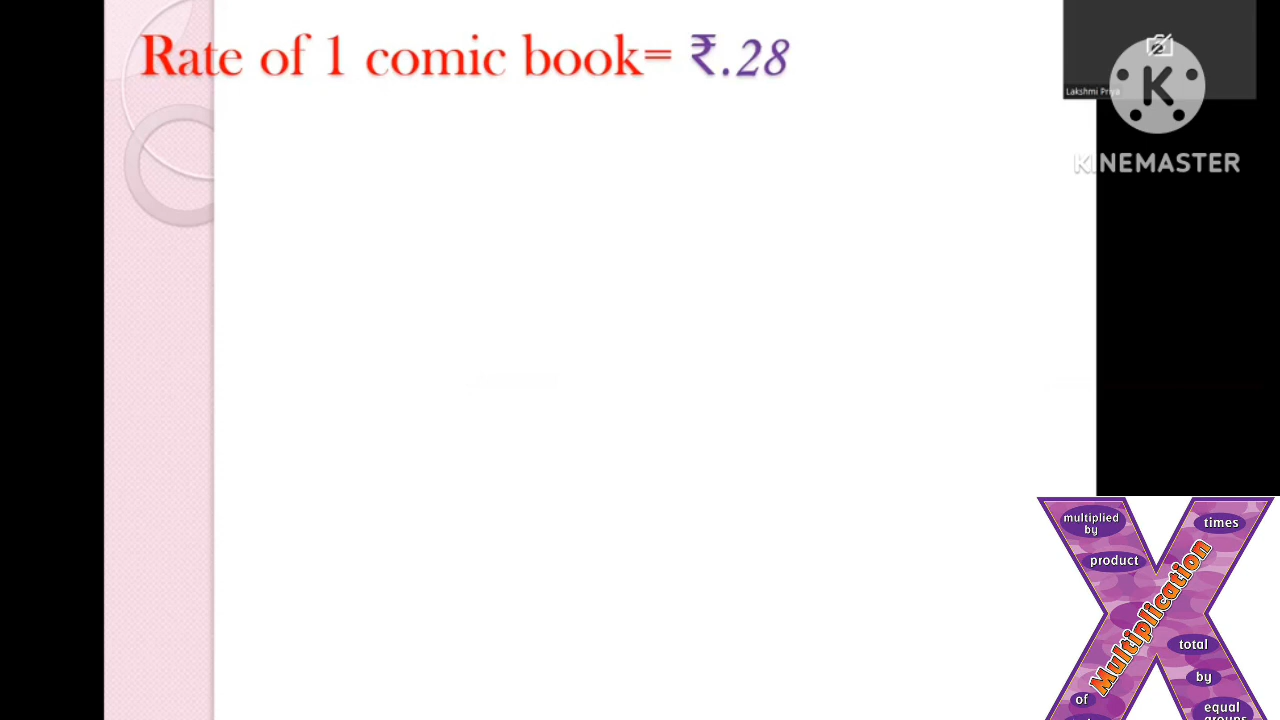 Rate of 1 comic book= ₹.28
Lakshmi Priya
K
KINEMASTER
multiplied
by
times
product
Multiplication
total
by
of
equal
groups